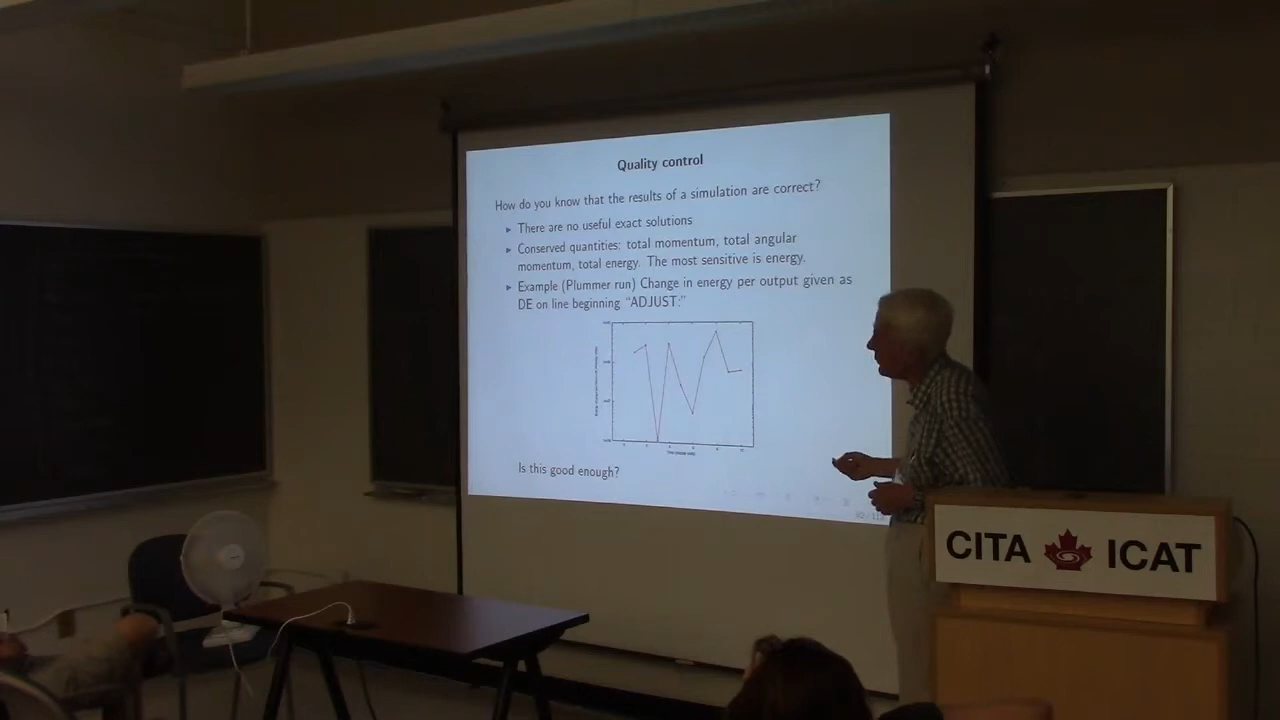 Quality control
How do you know that the results of a simulation are correct?
There are no useful exact solutions
Conserved quantities: total momentum, total angular
momentum, total energy. The most sensitive is energy.
Example (Plummer run) Change in energy per output given as
DE on line beginning "ADJUST:"
Is this good enough?
CITA ICAT